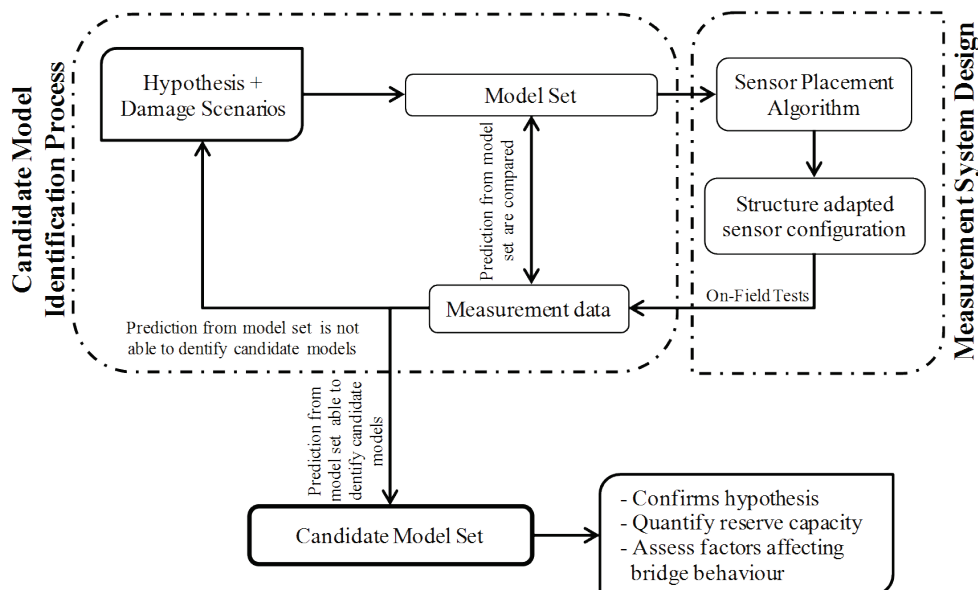 Candidate Model
Identification Process
Hypothesis +
Damage Scenarios
Model Set
Sensor Placement
Algorithm
Measurement System Design
Prediction from model
set are compared
Structure adapted
sensor configuration
Measurement data
On-Field Tests
Prediction from model set is not
able to dentify candidate models
Prediction from
model set able to
dentify candidate
models
Candidate Model Set
- Confirms hypothesis
- Quantify reserve capacity
- Assess factors affecting
bridge behaviour